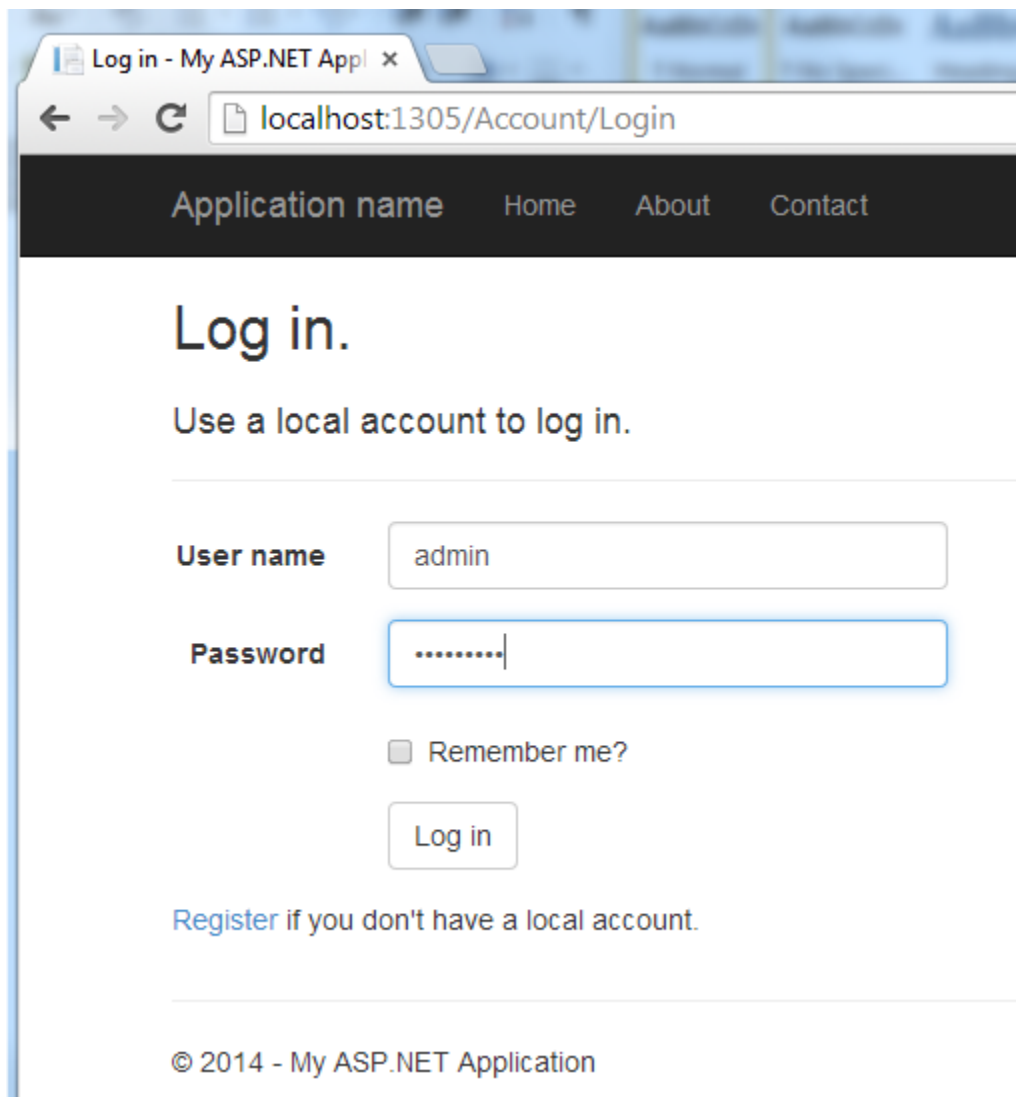 Log in - My ASP.NET Appl
localhost:1305/Account/Login
Application name Home About Contact
Log in.
Use a local account to log in.
User name admin
Password •••••••••
Remember me?
Log in
Register if you don't have a local account.
© 2014 - My ASP.NET Application